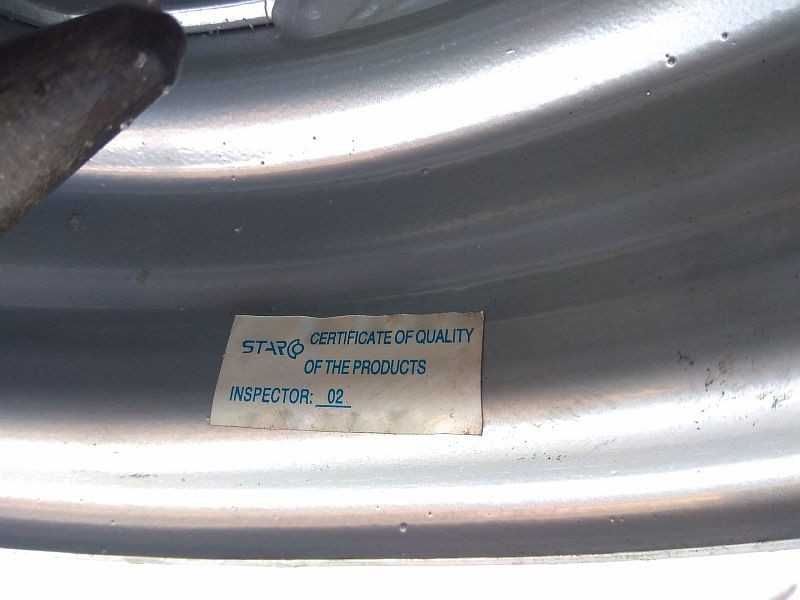 STARCO CERTIFICATE OF QUALITY
OF THE PRODUCTS
INSPECTOR: 02